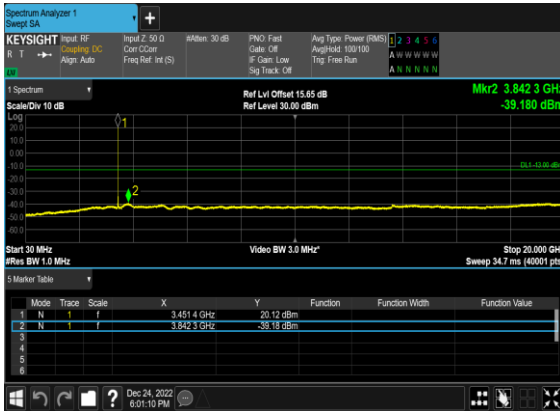 Spectrum Analyzer 1
Swept SA
+
KEYSIGHT Input: RF Input Z: 50 Ω #Atten: 30 dB PNO: Fast Avg Type: Power (RMS) 1 2 3 4 5 6
R T Coupling: DC Corr CCorr Gate: Off Avg|Hold: 100/100 A W W W W W
Align: Auto Freq Ref: Int (S) IF Gain: Low Trig: Free Run
Sig Track: Off A N N N N N
1 Spectrum Ref Lvl Offset 15.65 dB Mkr2 3.842 3 GHz
Scale/Div 10 dB Ref Level 30.00 dBm -39.180 dBm
Log
20.0
10.0
0.00
-10.0
-20.0
-30.0
-40.0
-50.0
-60.0
1
2
DL1 -13.00 dBm
Start 30 MHz Video BW 3.0 MHz* Stop 20.000 GHz
#Res BW 1.0 MHz Sweep 34.7 ms (40001 pts)
5 Marker Table
Mode Trace Scale X Y Function Function Width Function Value
1 N 1 f 3.451 4 GHz 20.12 dBm
2 N 1 f 3.842 3 GHz -39.18 dBm
3
4
5
6
? Dec 24, 2022
6:01:10 PM